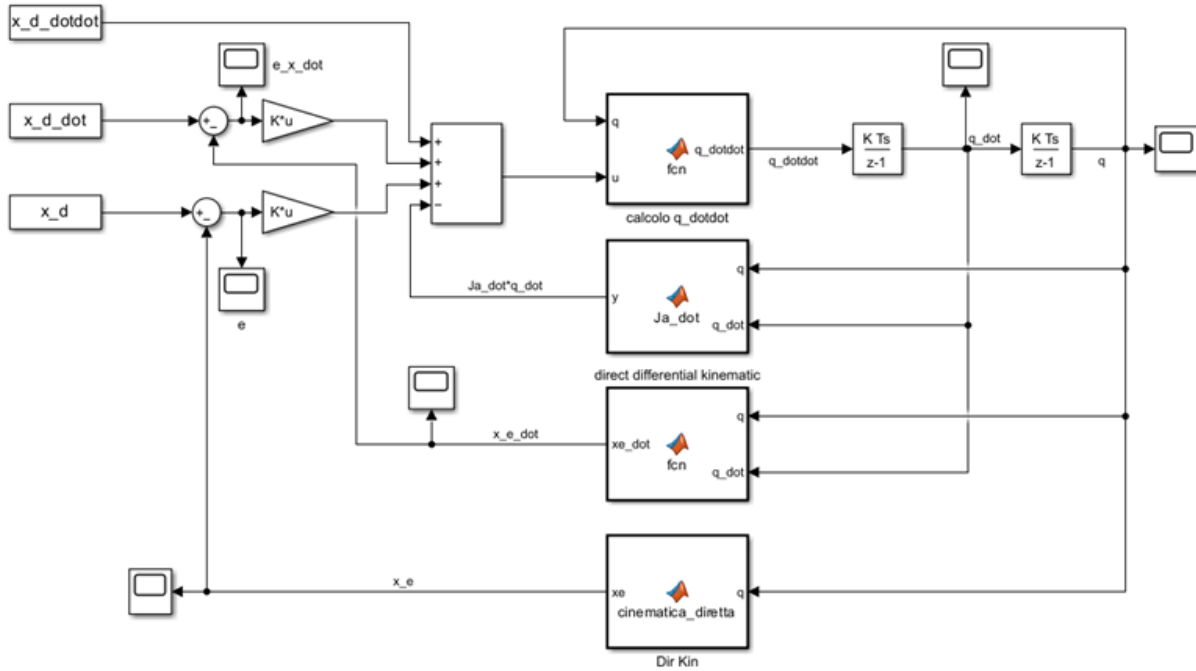 x_d_dotdot
e_x_dot
x_d_dot
+
−
K*u
x_d
+
−
K*u
e
+
+
+
−
q
u
fcn
q_dotdot
calcolo q_dotdot
q_dotdot
K Ts
z-1
q_dot
K Ts
z-1
q
Ja_dot*q_dot
y
Ja_dot
q
q_dot
direct differential kinematic
x_e_dot
xe_dot
fcn
q
q_dot
x_e
xe
cinematica_diretta
q
Dir Kin